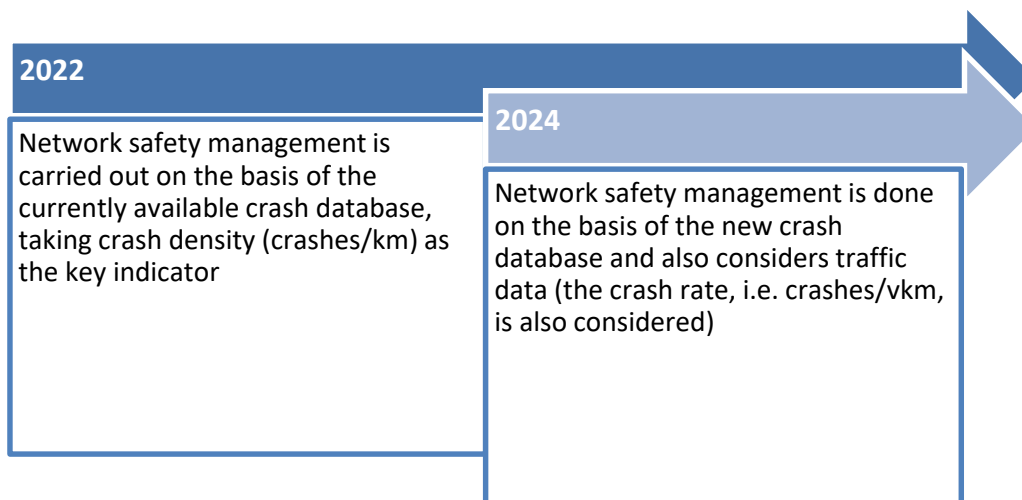 2022
Network safety management is
carried out on the basis of the
currently available crash database,
taking crash density (crashes/km) as
the key indicator
2024
Network safety management is done
on the basis of the new crash
database and also considers traffic
data (the crash rate, i.e. crashes/vkm,
is also considered)